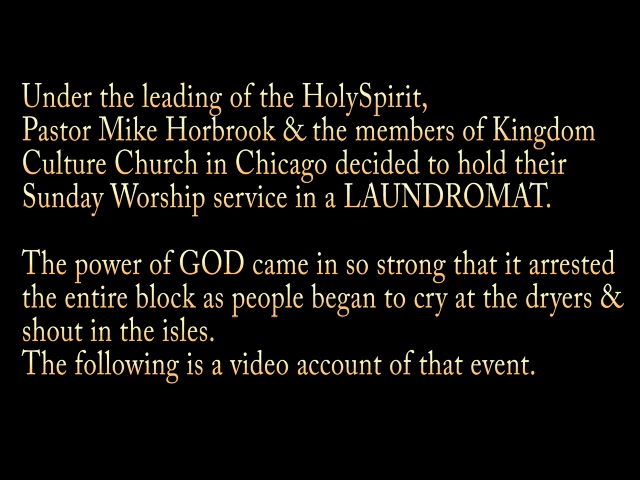 Under the leading of the HolySpirit,
Pastor Mike Horbrook & the members of Kingdom
Culture Church in Chicago decided to hold their
Sunday Worship service in a LAUNDROMAT.
The power of GOD came in so strong that it arrested
the entire block as people began to cry at the dryers &
shout in the isles.
The following is a video account of that event.